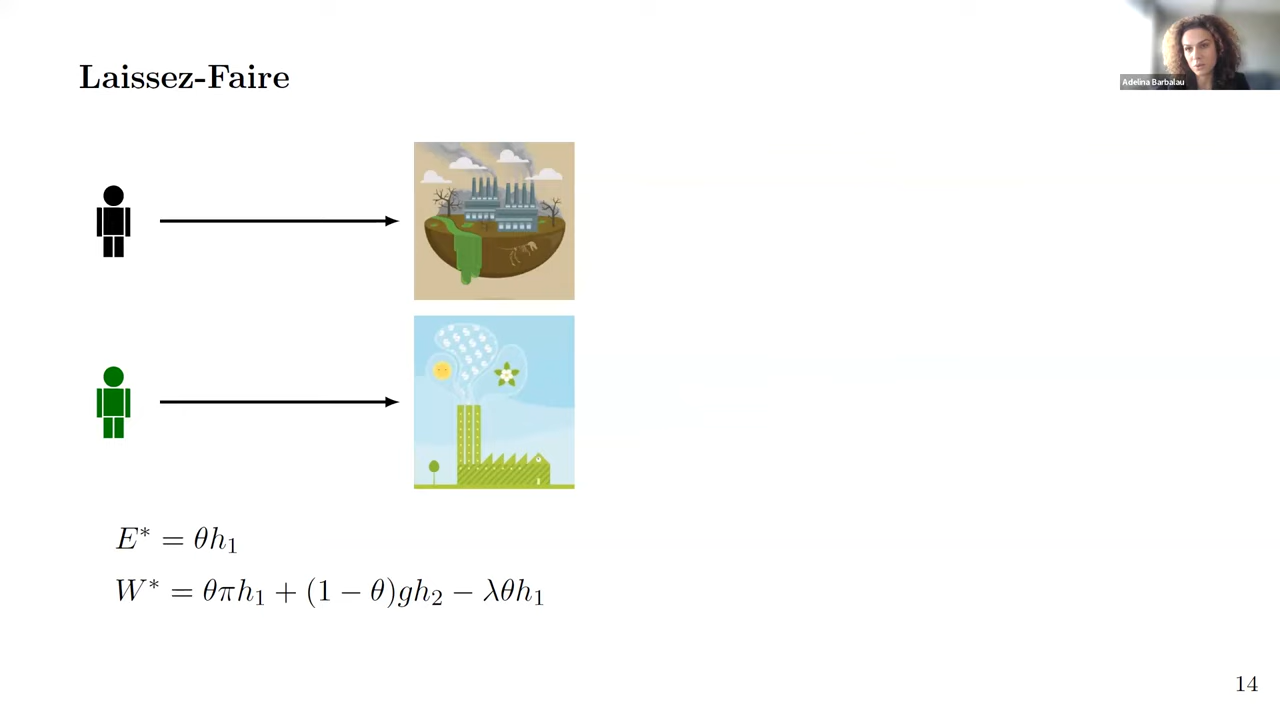 Laissez-Faire
Adelina Barbalau
E* = θh₁
W* = θπh₁ + (1 − θ)gh₂ − λθh₁
14